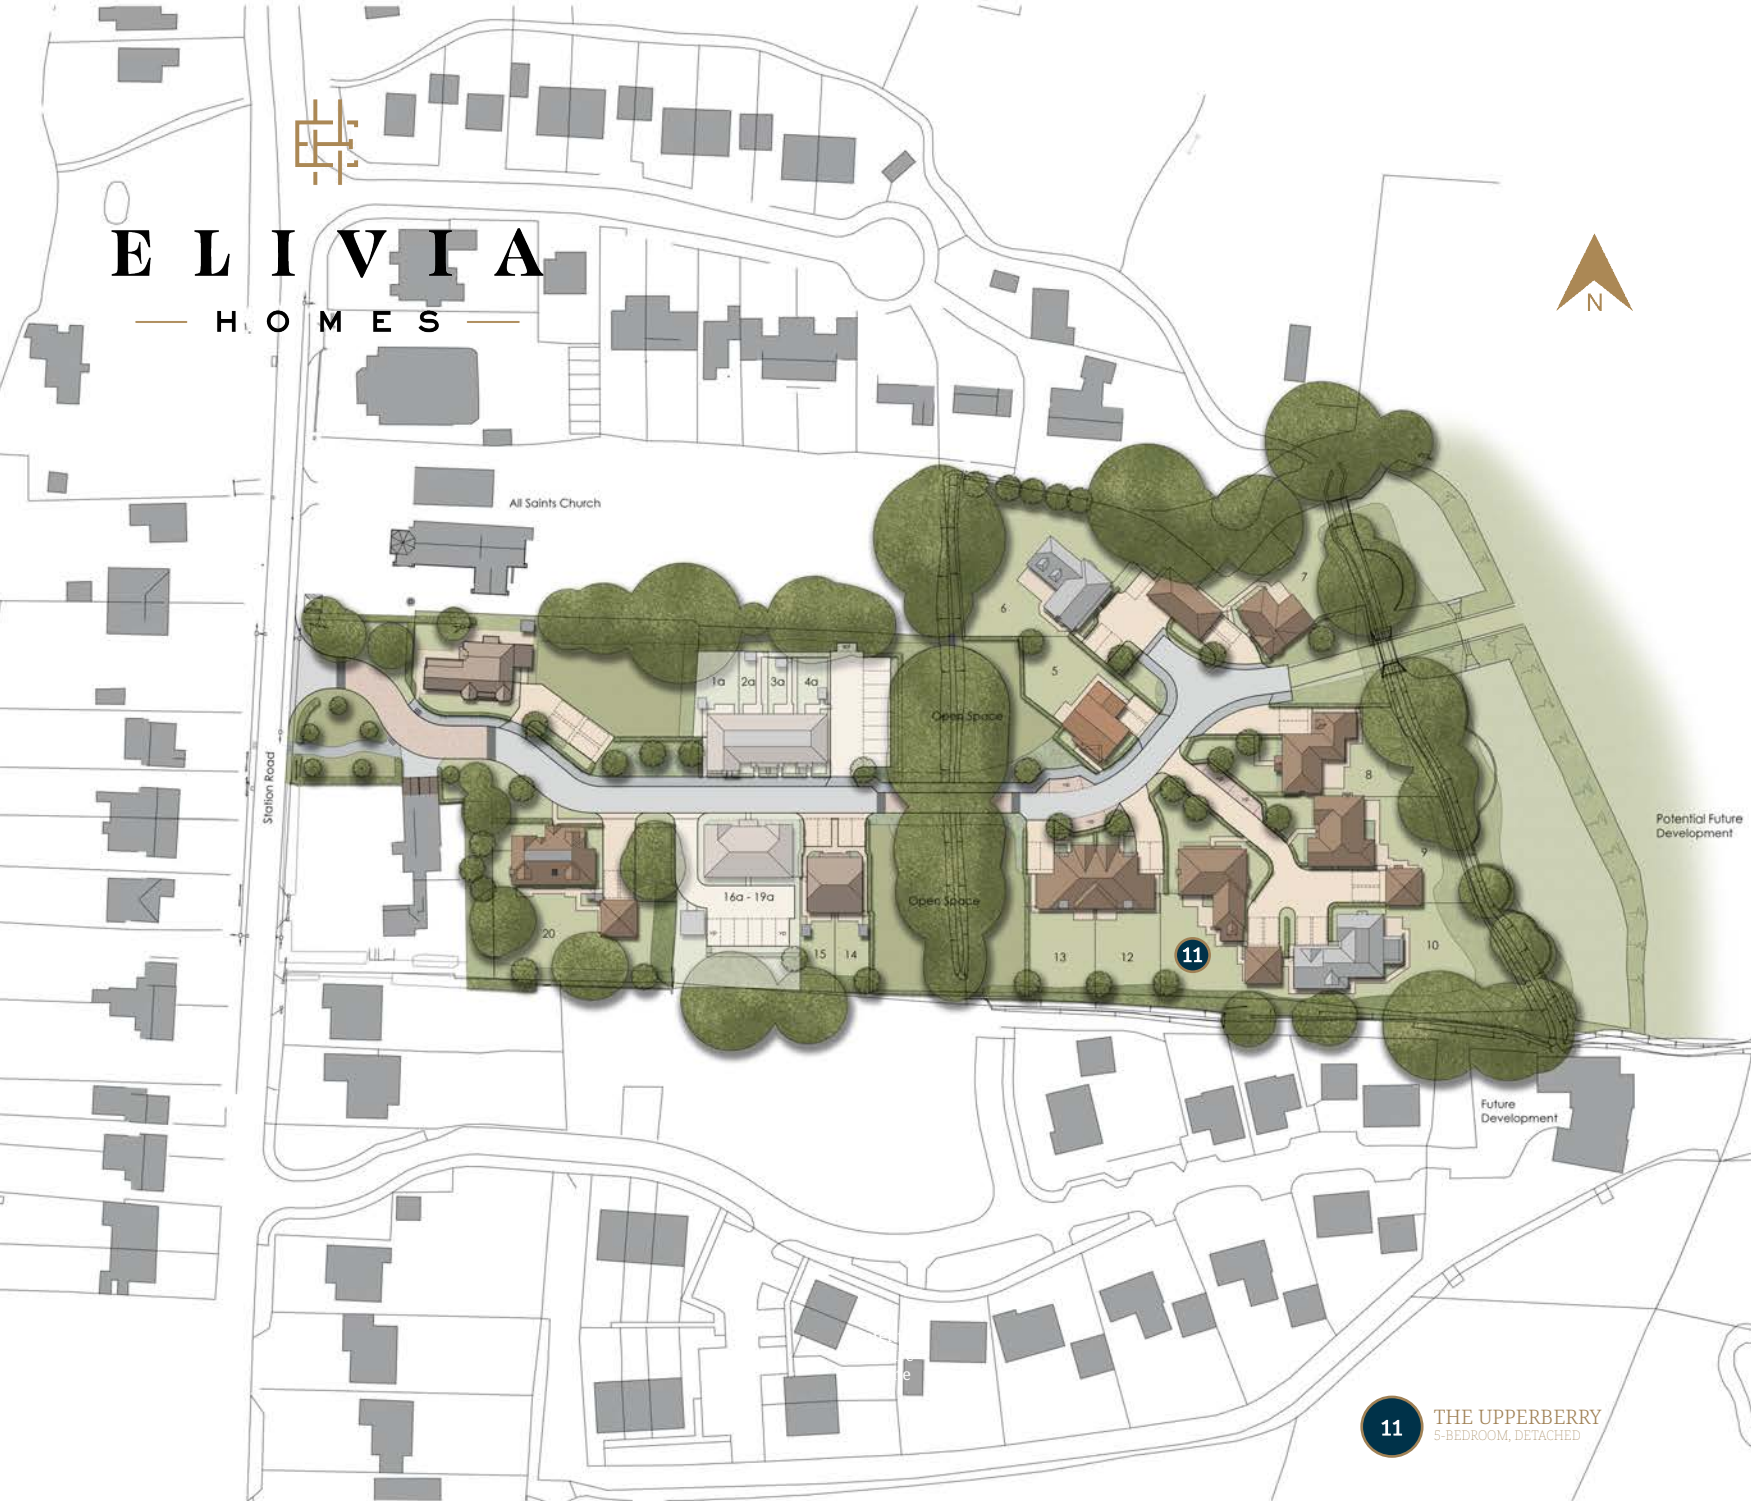 ELIVIA
HOMES
N
All Saints Church
7
6
1a 2a 3a 4a
5
Open Space
Station Road
8
Potential Future
Development
9
16a - 19a
Open Space
20
15 14
13 12
11
10
Future
Development
e
11
THE UPPERBERRY
5-BEDROOM, DETACHED